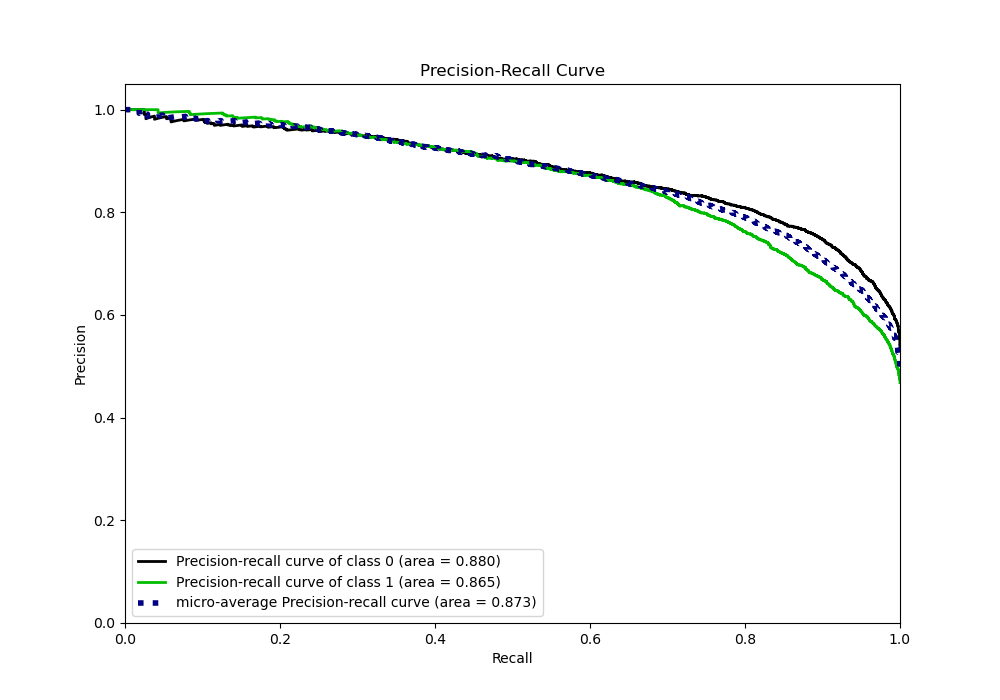 Precision-Recall Curve
1.0
0.8
0.6
0.4
0.2
0.0
Precision
Precision-recall curve of class 0 (area = 0.880)
Precision-recall curve of class 1 (area = 0.865)
micro-average Precision-recall curve (area = 0.873)
0.0 0.2 0.4 0.6 0.8 1.0
Recall